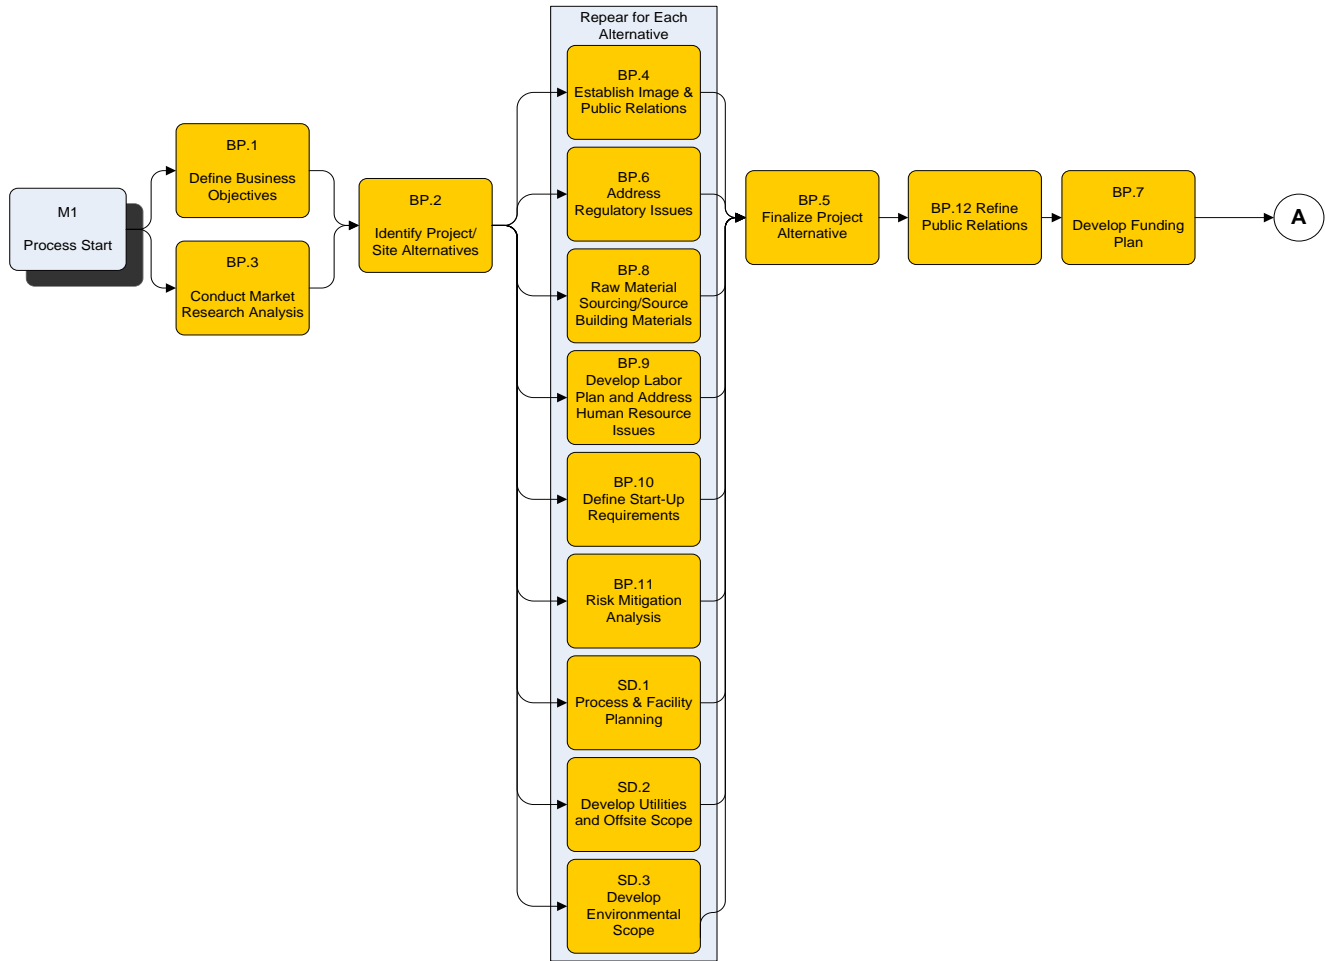 Repear for Each
Alternative
M1
Process Start
BP.1
Define Business
Objectives
BP.3
Conduct Market
Research Analysis
BP.2
Identify Project/
Site Alternatives
BP.4
Establish Image &
Public Relations
BP.6
Address
Regulatory Issues
BP.8
Raw Material
Sourcing/Source
Building Materials
BP.9
Develop Labor
Plan and Address
Human Resource
Issues
BP.10
Define Start-Up
Requirements
BP.11
Risk Mitigation
Analysis
SD.1
Process & Facility
Planning
SD.2
Develop Utilities
and Offsite Scope
SD.3
Develop
Environmental
Scope
BP.5
Finalize Project
Alternative
BP.12 Refine
Public Relations
BP.7
Develop Funding
Plan
A